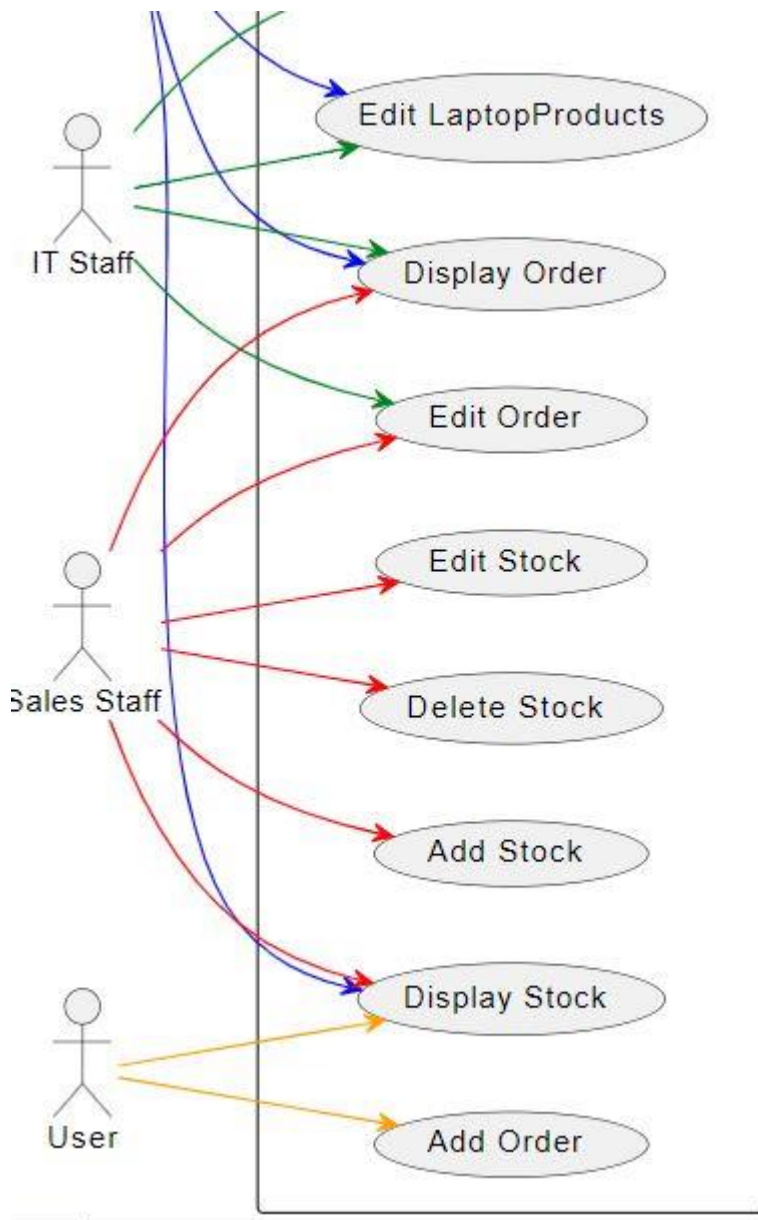 Edit LaptopProducts
IT Staff
Display Order
Edit Order
Edit Stock
Sales Staff
Delete Stock
Add Stock
Display Stock
User
Add Order